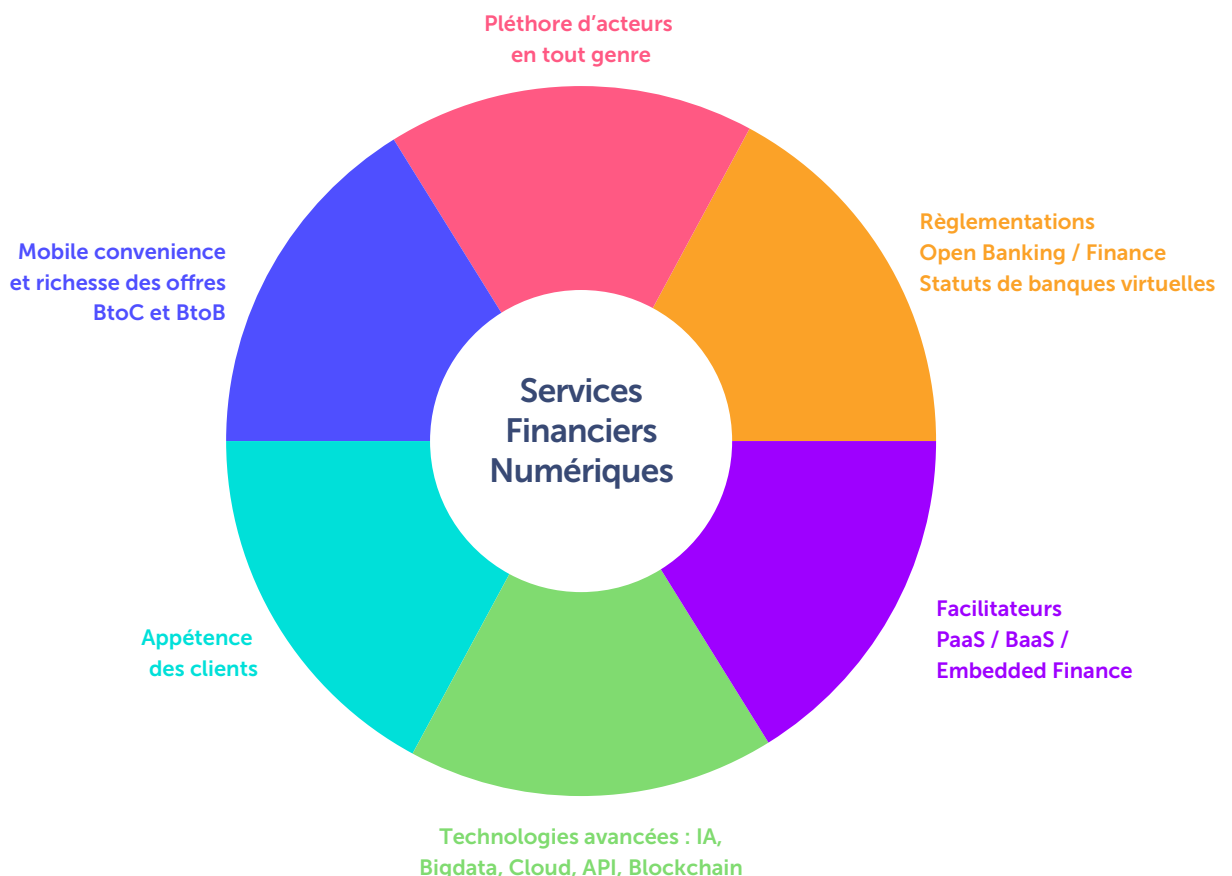 Pléthore d’acteurs
en tout genre
Règlementations
Open Banking / Finance
Statuts de banques virtuelles
Mobile convenience
et richesse des offres
BtoC et BtoB
Services
Financiers
Numériques
Facilitateurs
PaaS / BaaS /
Embedded Finance
Appétence
des clients
Technologies avancées : IA,
Bigdata, Cloud, API, Blockchain